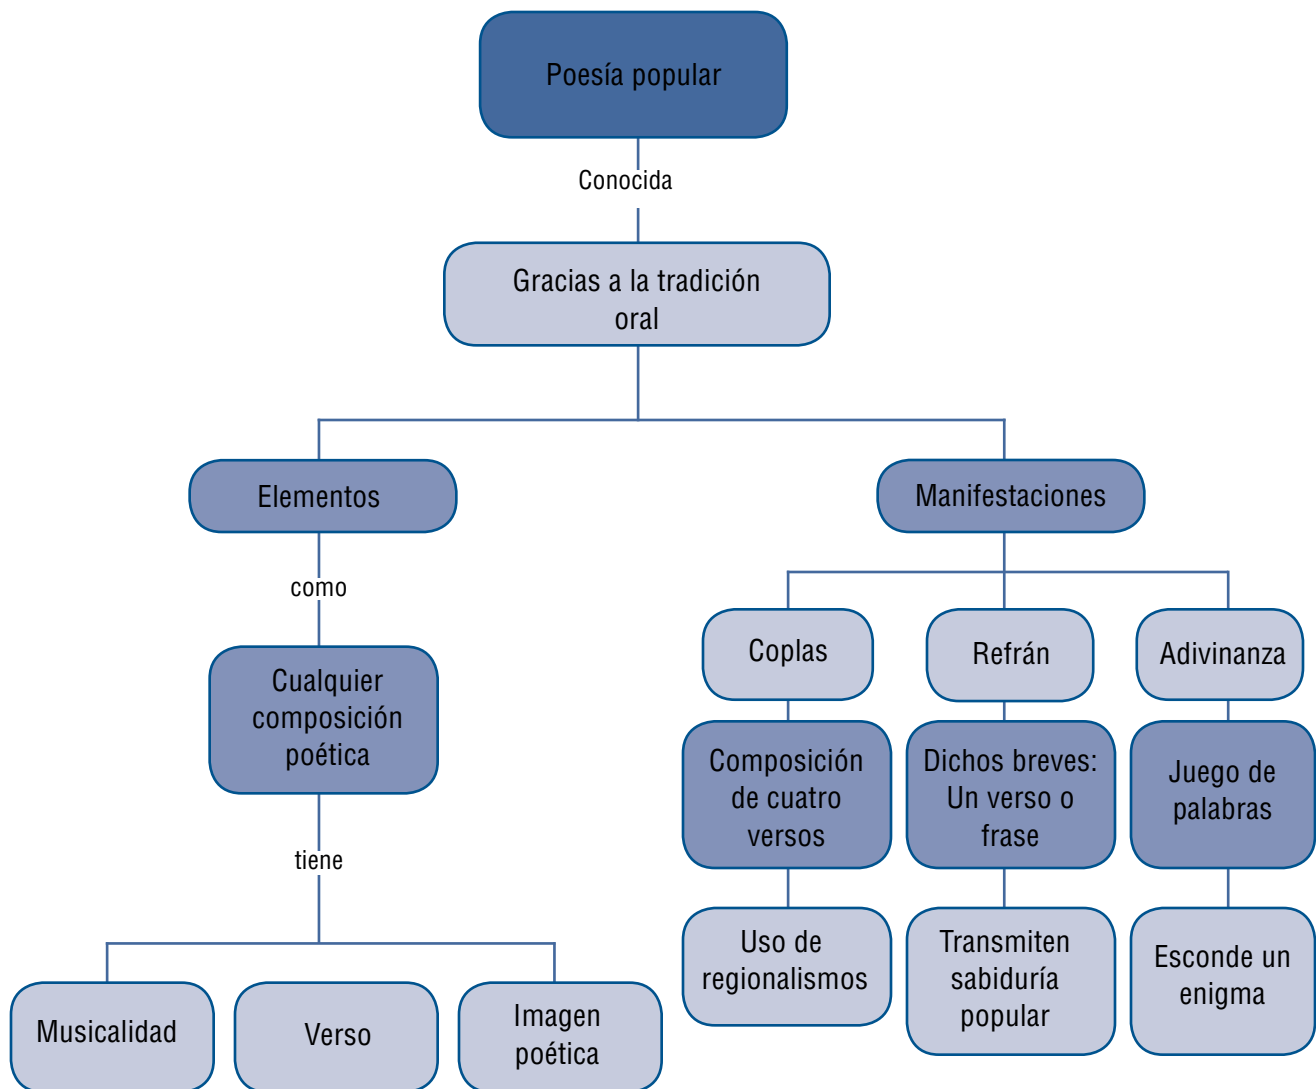 Poesía popular
Conocida
Gracias a la tradición
oral
Elementos
como
Cualquier
composición
poética
tiene
Musicalidad
Verso
Imagen
poética
Manifestaciones
Coplas
Composición
de cuatro
versos
Uso de
regionalismos
Refrán
Dichos breves:
Un verso o
frase
Transmiten
sabiduría
popular
Adivinanza
Juego de
palabras
Esconde un
enigma